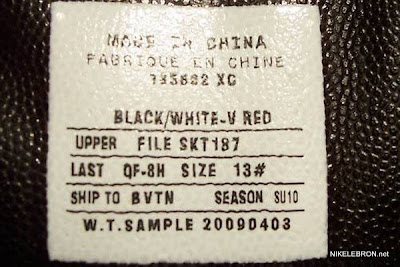 MADE IN CHINA
FABRIQUE EN CHINE
XC
BLACK/WHITE-V RED
UPPER FILE SKT187
LAST QF-8H SIZE 13#
SHIP TO BVTN SEASON SU10
W.T.SAMPLE 20090403
NIKELEBRON.net